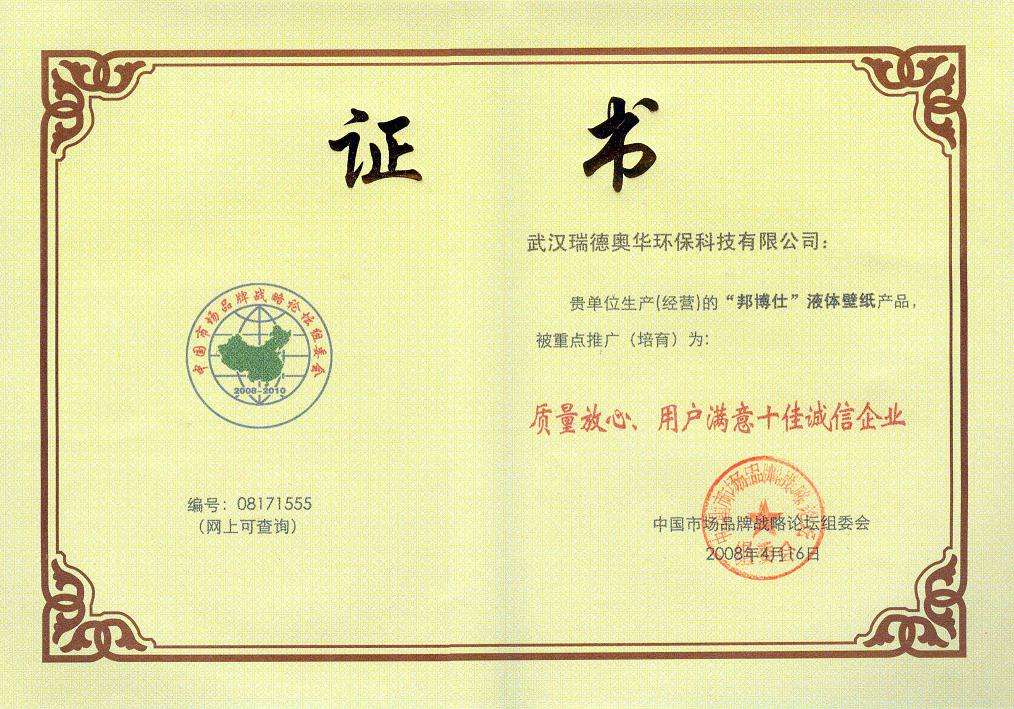 证 书
中国市场品牌战略论坛组委会
2008-2010
编号：08171555
（网上可查询）
武汉瑞德奥华环保科技有限公司：
贵单位生产(经营)的“邦博仕”液体壁纸产品，
被重点推广（培育）为：
质量放心、用户满意十佳诚信企业
中国市场品牌战略论坛组委会
2008年4月16日
中国市场品牌战略论坛
组委会